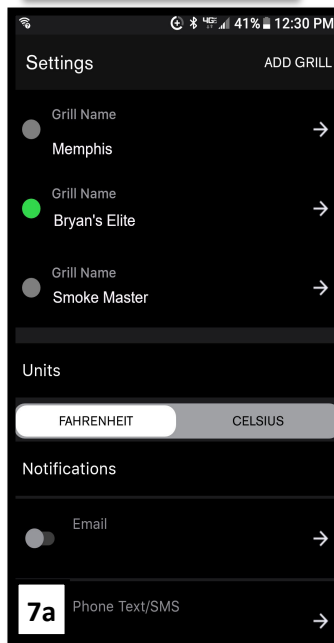 4GE 41% 12:30 PM
Settings ADD GRILL
Grill Name
Memphis
Grill Name
Bryan's Elite
Grill Name
Smoke Master
Units
FAHRENHEIT CELSIUS
Notifications
Email
7a Phone Text/SMS